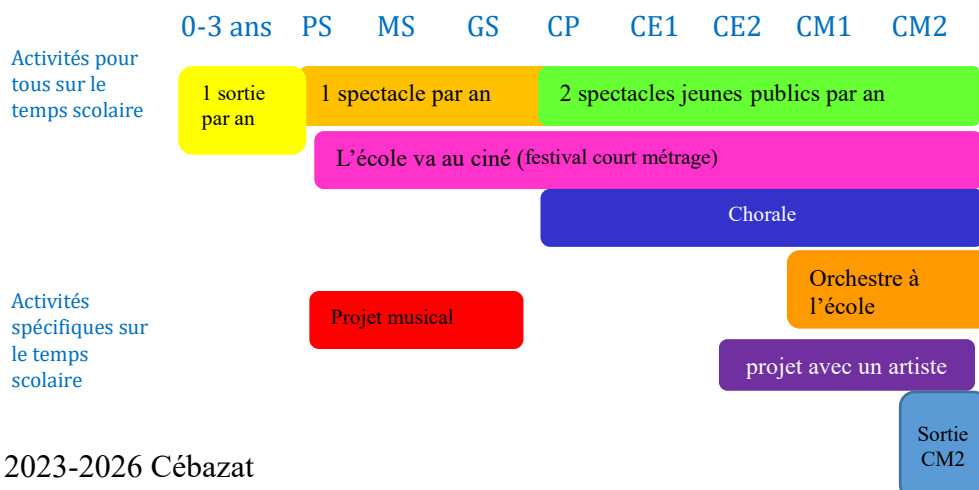 0-3 ans PS MS GS CP CE1 CE2 CM1 CM2
Activités pour
tous sur le
temps scolaire
1 sortie
par an
1 spectacle par an
2 spectacles jeunes publics par an
L’école va au ciné (festival court métrage)
Chorale
Orchestre à
l’école
Activités
spécifiques sur
le temps
scolaire
Projet musical
projet avec un artiste
Sortie
CM2
2023-2026 Cébazat